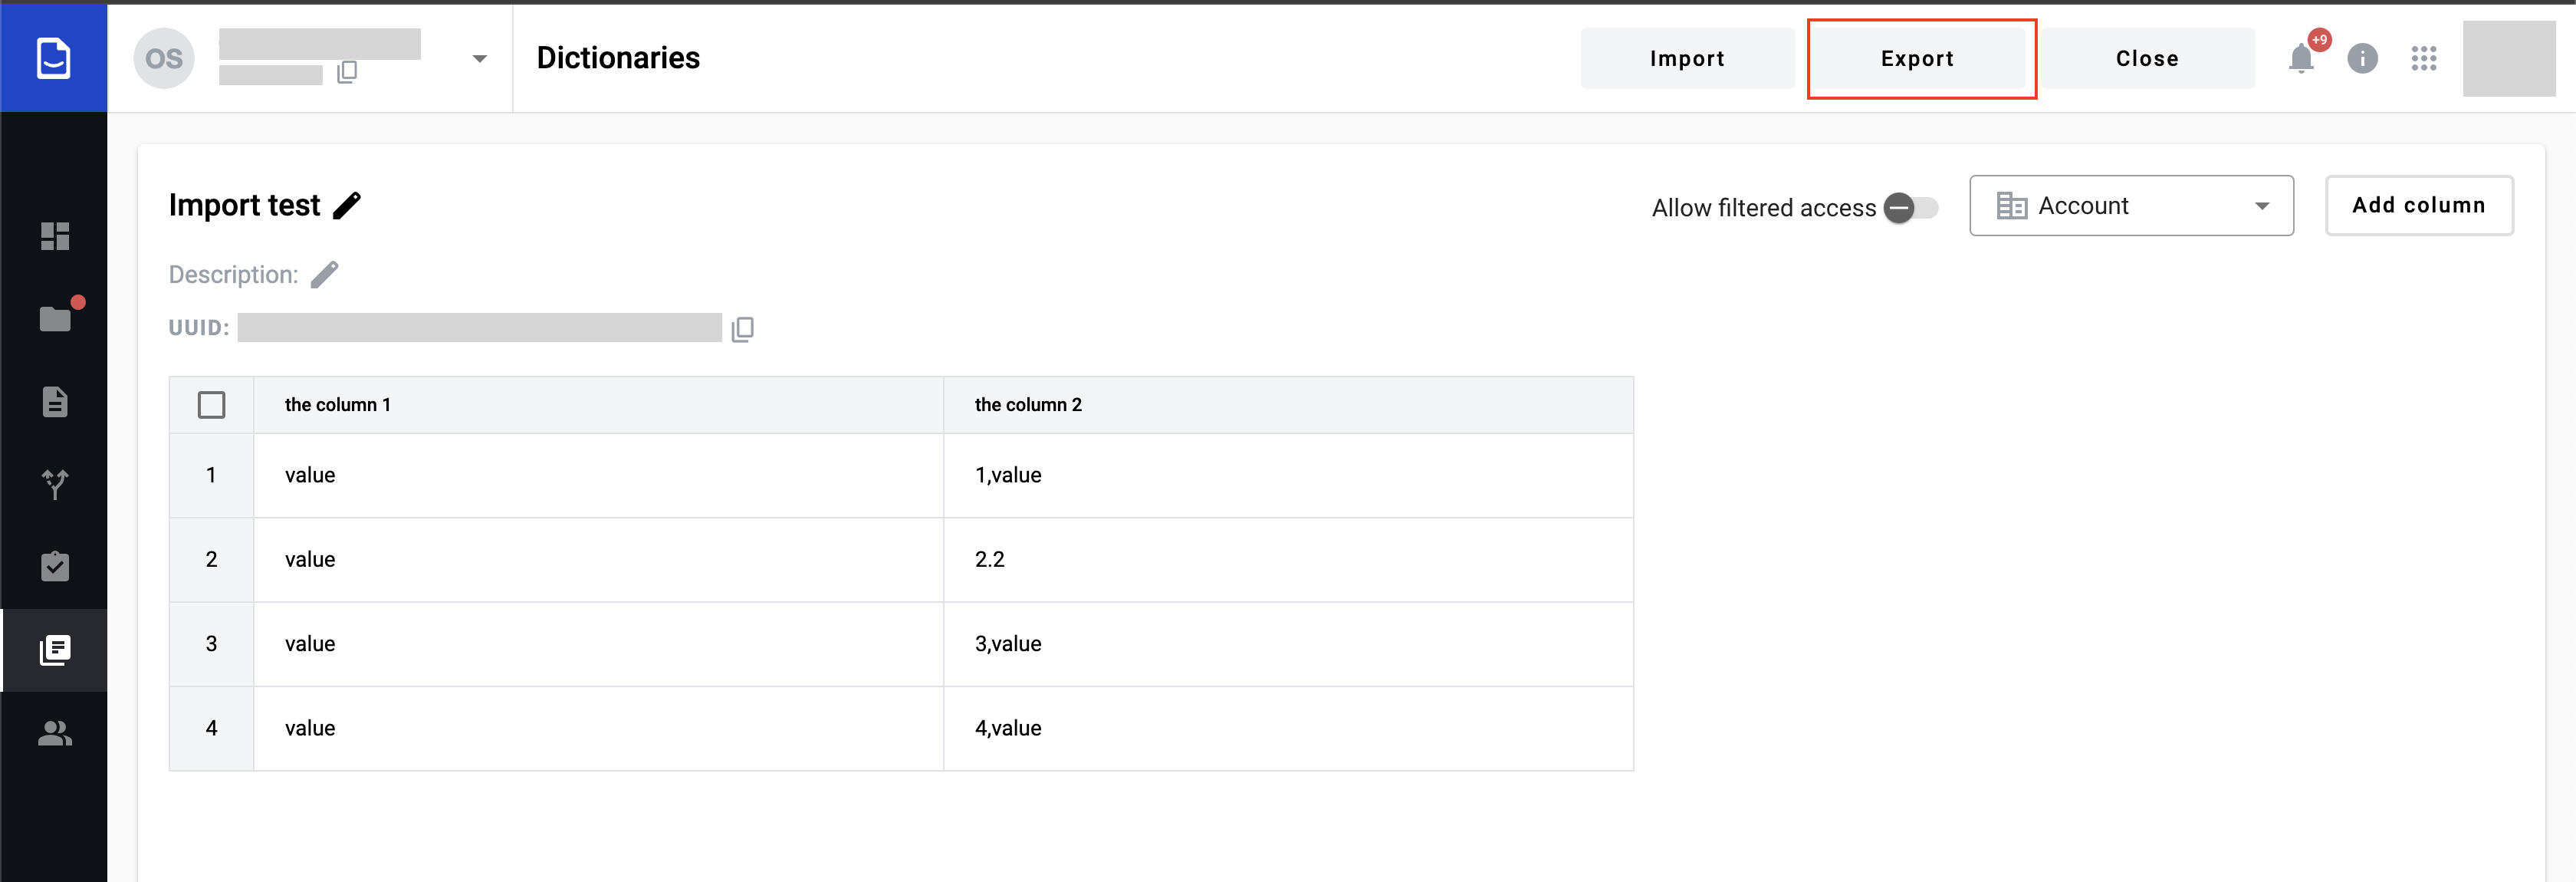 OS
Dictionaries
Import
Export
Close
+9
Import test
Allow filtered access
Account
Add column
Description:
UUID:
the column 1 the column 2
1 value 1,value
2 value 2.2
3 value 3,value
4 value 4,value